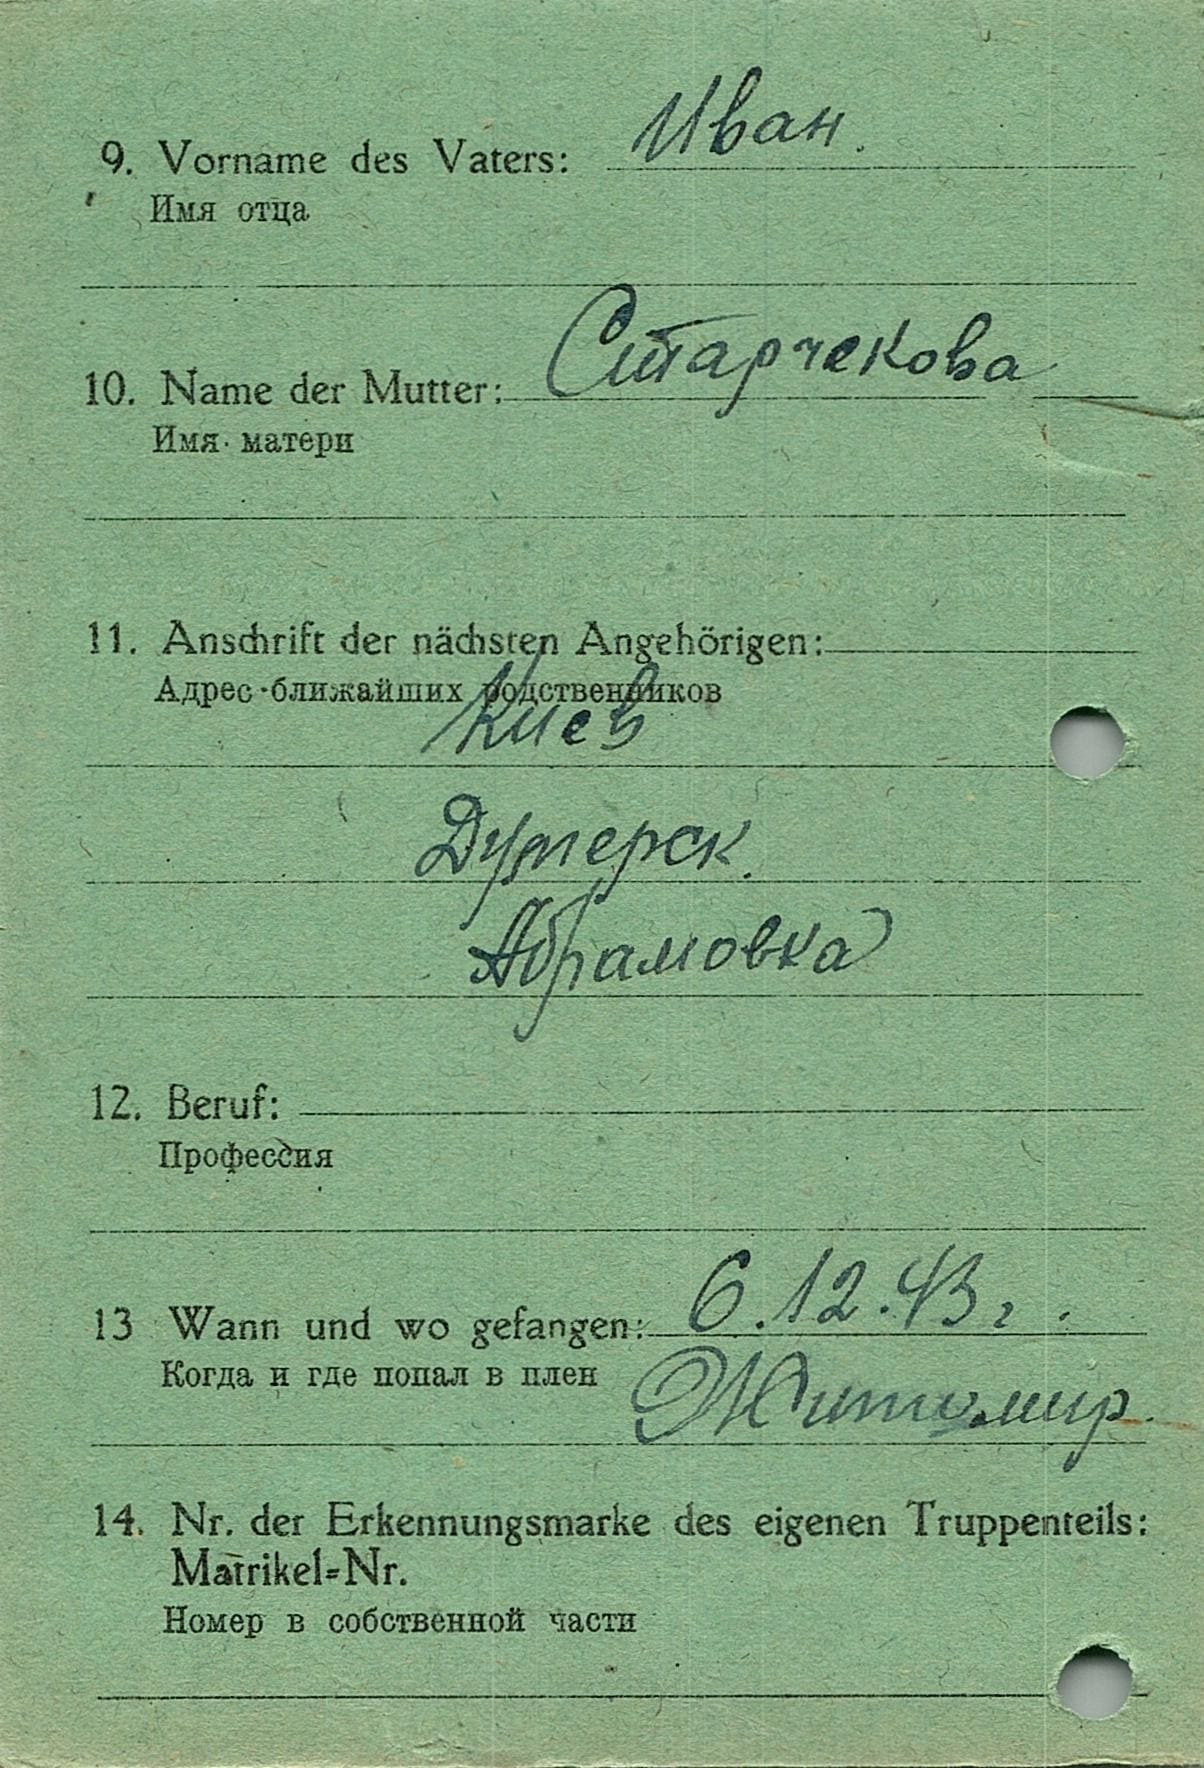 9. Vorname des Vaters: Иван.
Имя отца
10. Name der Mutter: Старчекова
Имя матери
11. Anschrift der nächsten Angehörigen:
Адрес ближайших родственников
Киев
Думерск.
Абрамовка
12. Beruf:
Профессия
13 Wann und wo gefangen: 6.12.43 г.
Когда и где попал в плен Житомир.
14. Nr. der Erkennungsmarke des eigenen Truppenteils:
Matrikel=Nr.
Номер в собственной части